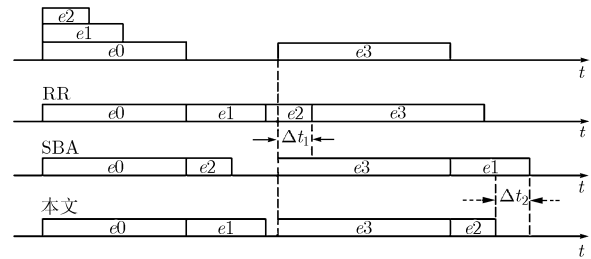 e2
e1
e0 e3
t
RR
e0 e1 e2 e3
t
Δt₁
SBA
e0 e2 e3 e1
t
Δt₂
本文
e0 e1 e3 e2
t